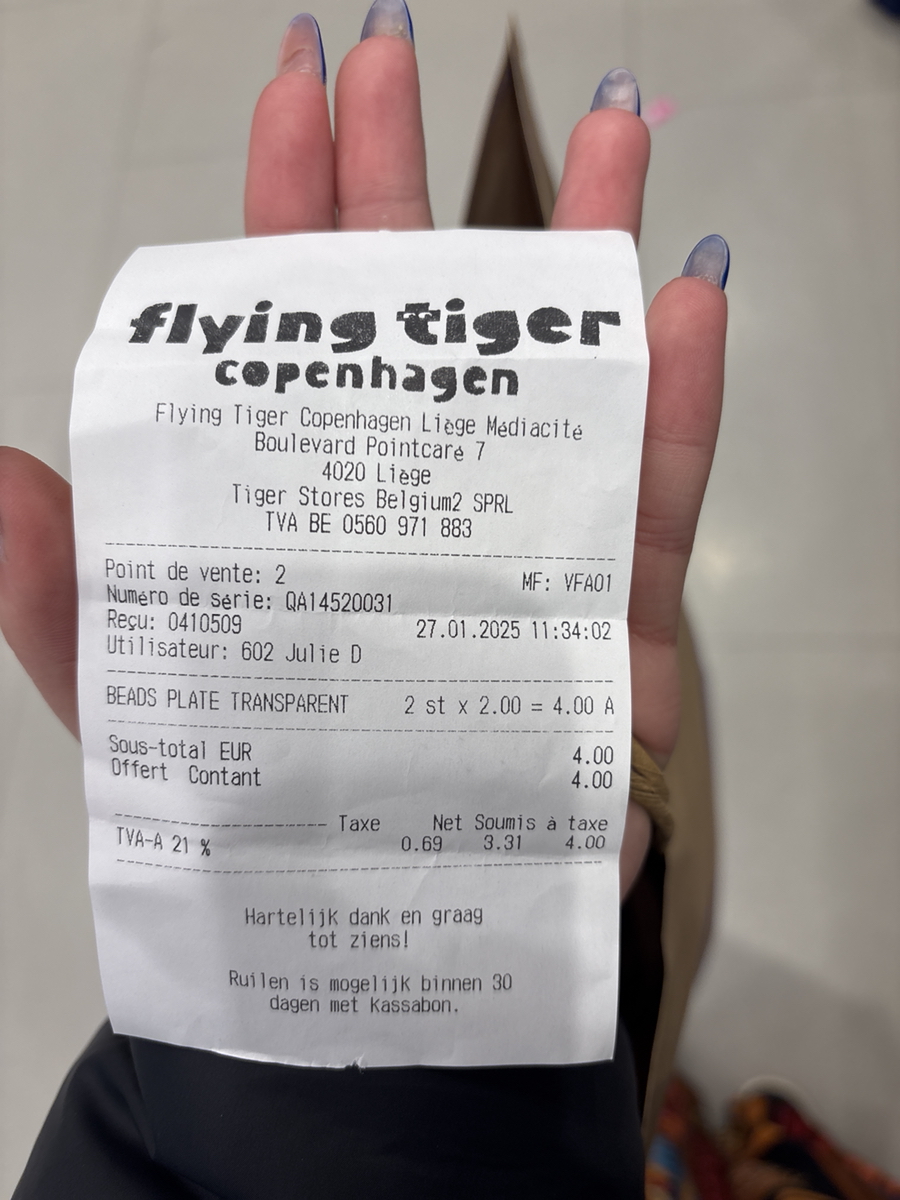 flying tiger
copenhagen
Flying Tiger Copenhagen Liège Médiacité
Boulevard Pointcaré 7
4020 Liège
Tiger Stores Belgium2 SPRL
TVA BE 0560 971 883
Point de vente: 2 MF: VFA01
Numéro de série: QA14520031
Reçu: 0410509 27.01.2025 11:34:02
Utilisateur: 602 Julie D
BEADS PLATE TRANSPARENT 2 st x 2.00 = 4.00 A
Sous-total EUR 4.00
Offert Contant 4.00
Taxe Net Soumis à taxe
TVA-A 21 % 0.69 3.31 4.00
Hartelijk dank en graag
tot ziens!
Ruilen is mogelijk binnen 30
dagen met kassabon.